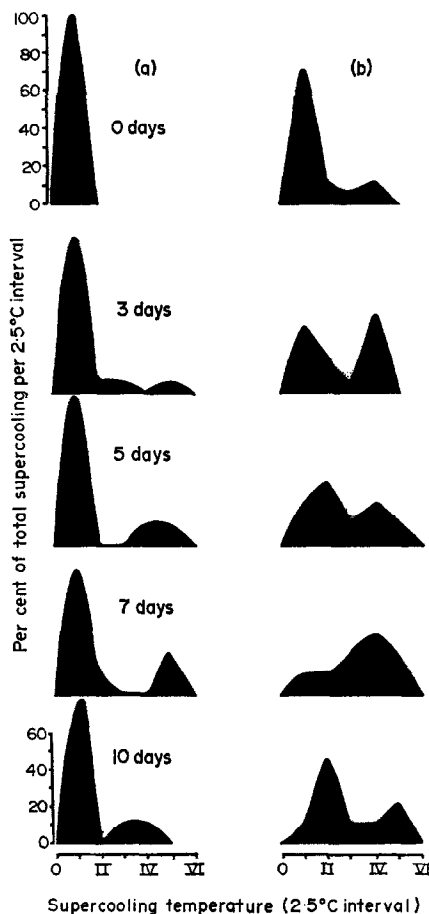 Per cent of total supercooling per 2·5°C interval
100
80
60
40
20
0
(a)
(b)
0 days
3 days
5 days
7 days
10 days
60
40
20
0
0 II IV VI
0 II IV VI
Supercooling temperature (2·5°C interval)